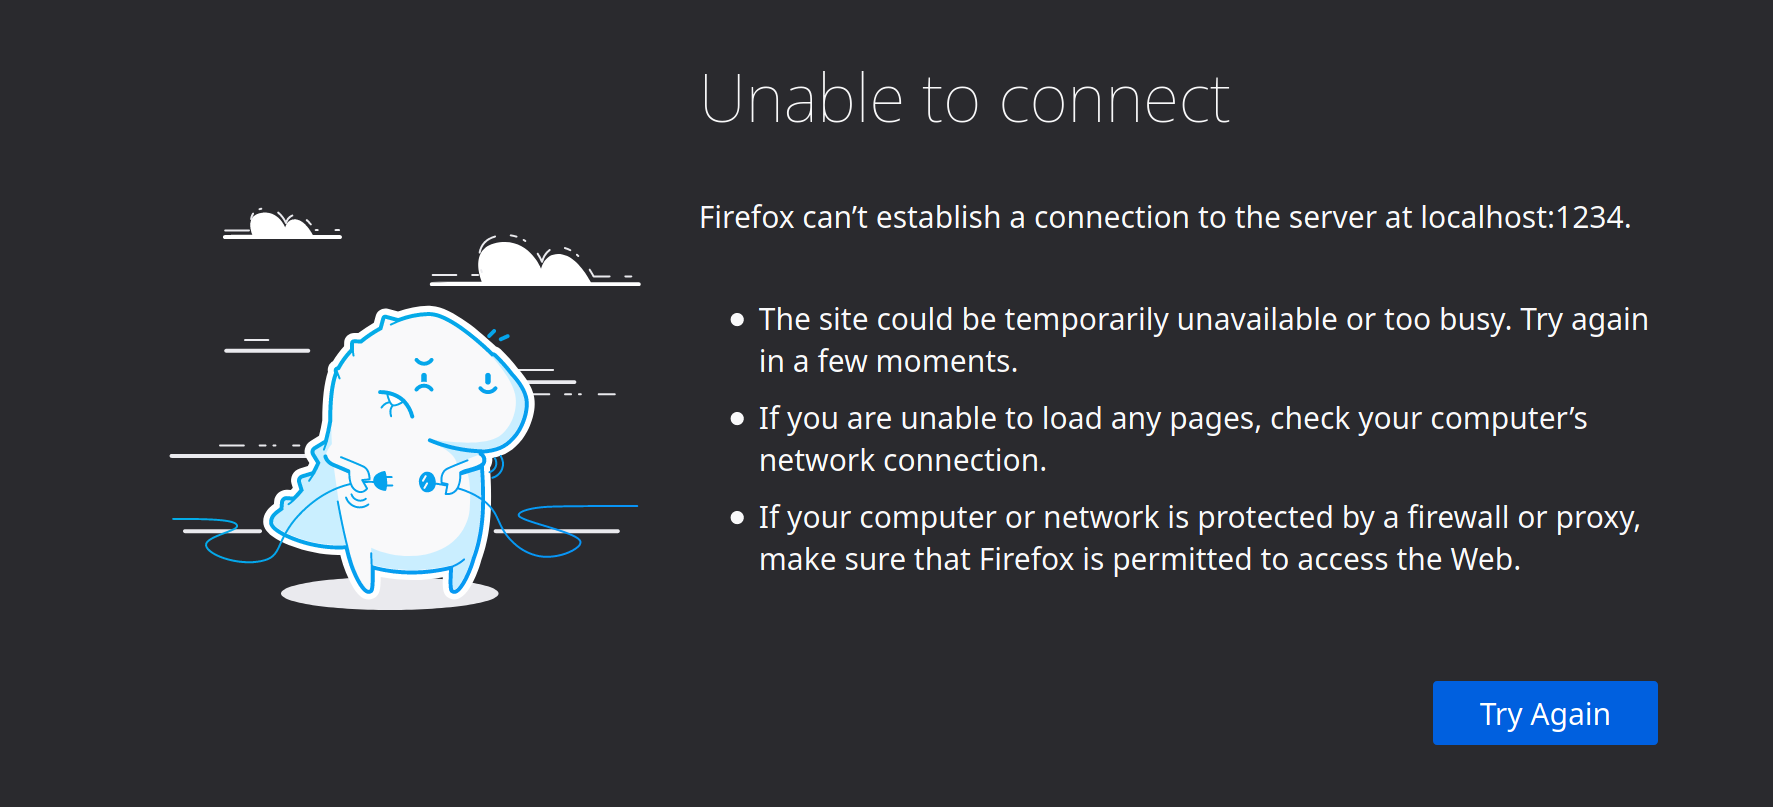 Unable to connect
Firefox can’t establish a connection to the server at localhost:1234.
The site could be temporarily unavailable or too busy. Try again
in a few moments.
If you are unable to load any pages, check your computer’s
network connection.
If your computer or network is protected by a firewall or proxy,
make sure that Firefox is permitted to access the Web.
Try Again